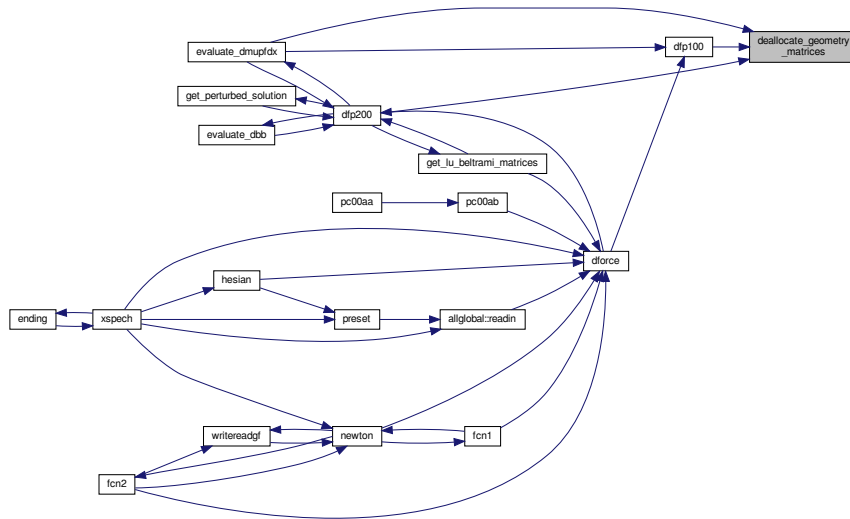 deallocate_geometry
_matrices
evaluate_dmupfdx
dfp100
get_perturbed_solution
dfp200
evaluate_dbb
get_lu_beltrami_matrices
pc00aa
pc00ab
dforce
hesian
ending
xspech
preset
allglobal::readin
writereadgf
newton
fcn1
fcn2